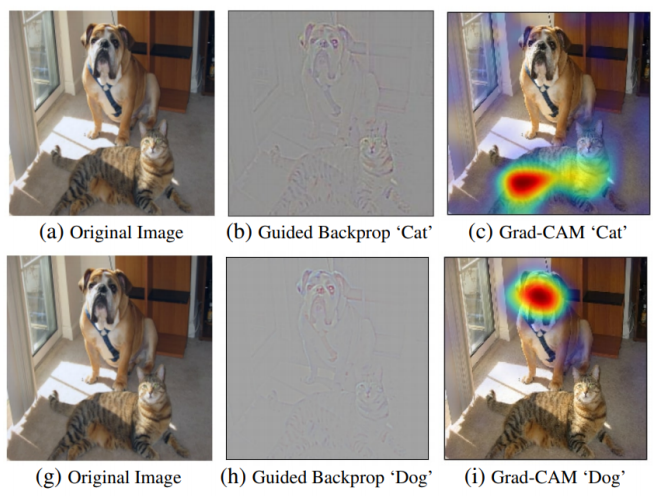 (a) Original Image (b) Guided Backprop ‘Cat’ (c) Grad-CAM ‘Cat’
(g) Original Image (h) Guided Backprop ‘Dog’ (i) Grad-CAM ‘Dog’